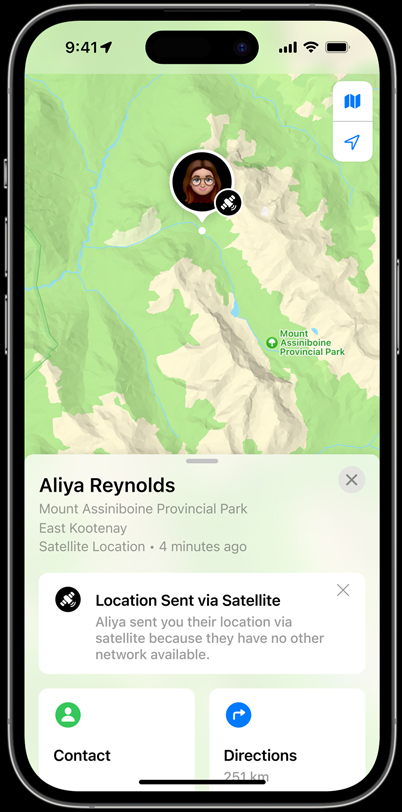 9:41
Mount
Assiniboine
Provincial Park
Aliya Reynolds
Mount Assiniboine Provincial Park
East Kootenay
Satellite Location • 4 minutes ago
Location Sent via Satellite
Aliya sent you their location via
satellite because they have no other
network available.
Contact
Directions
251 km